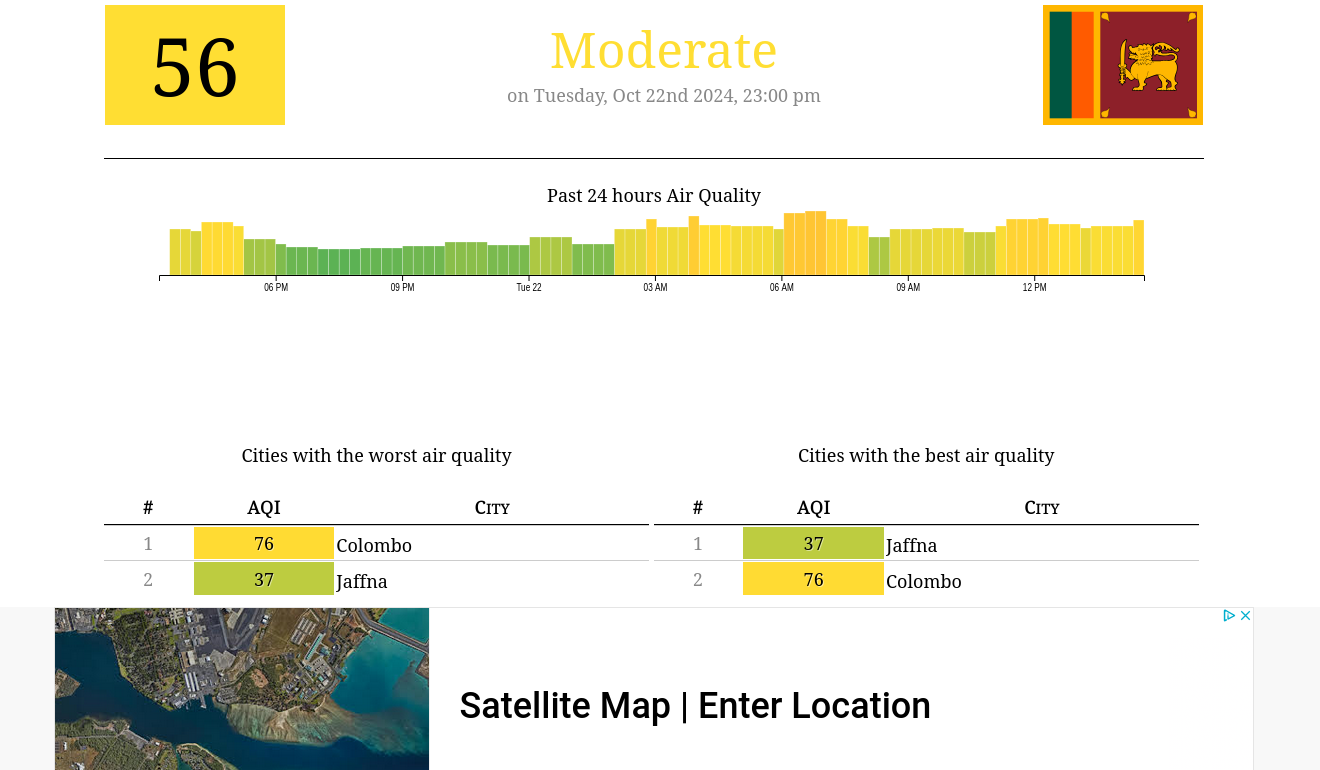 56
Moderate
on Tuesday, Oct 22nd 2024, 23:00 pm
Past 24 hours Air Quality
06 PM 09 PM Tue 22 03 AM 06 AM 09 AM 12 PM
Cities with the worst air quality
# AQI City
1 76 Colombo
2 37 Jaffna
Cities with the best air quality
# AQI City
1 37 Jaffna
2 76 Colombo
Satellite Map | Enter Location